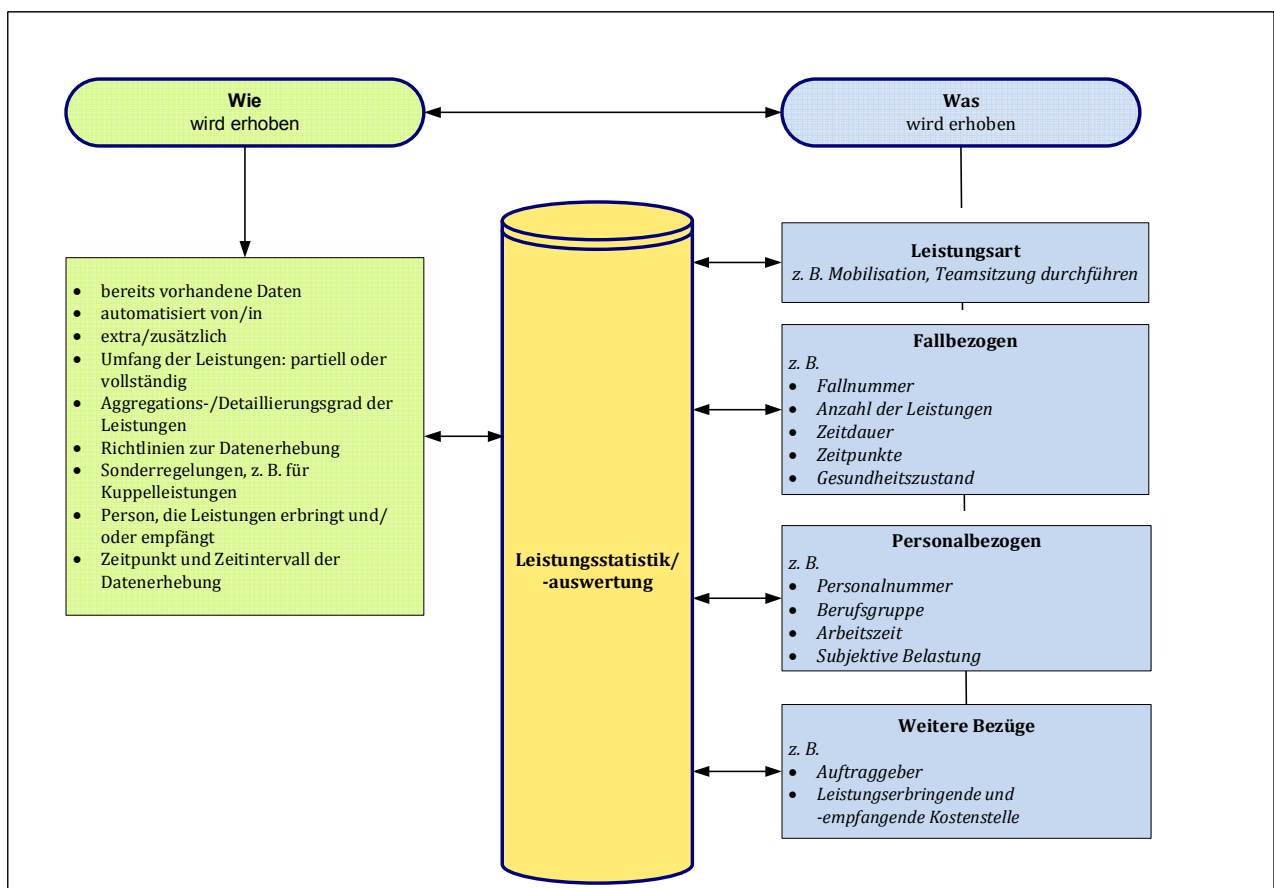 Wie
wird erhoben
Was
wird erhoben
• bereits vorhandene Daten
• automatisiert von/in
• extra/zusätzlich
• Umfang der Leistungen: partiell oder
vollständig
• Aggregations-/Detaillierungsgrad der
Leistungen
• Richtlinien zur Datenerhebung
• Sonderregelungen, z. B. für
Kuppelleistungen
• Person, die Leistungen erbringt und/
oder empfängt
• Zeitpunkt und Zeitintervall der
Datenerhebung
Leistungsstatistik/
-auswertung
Leistungsart
z. B. Mobilisation, Teamsitzung durchführen
Fallbezogen
z. B.
• Fallnummer
• Anzahl der Leistungen
• Zeitdauer
• Zeitpunkte
• Gesundheitszustand
Personalbezogen
z. B.
• Personalnummer
• Berufsgruppe
• Arbeitszeit
• Subjektive Belastung
Weitere Bezüge
z. B.
• Auftraggeber
• Leistungserbringende und
-empfangende Kostenstelle